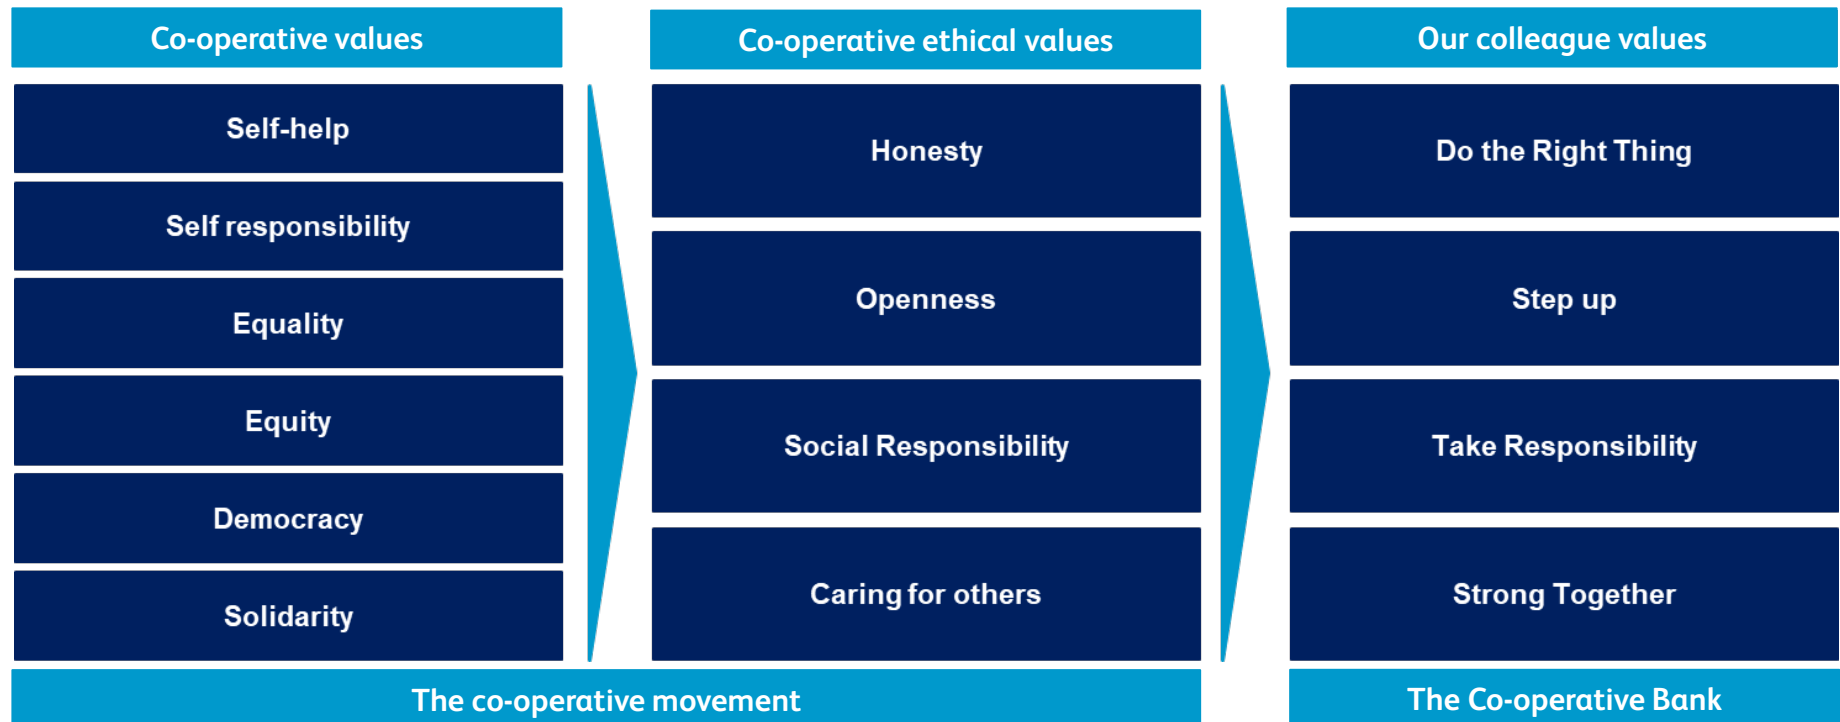 Co-operative values
Self-help
Self responsibility
Equality
Equity
Democracy
Solidarity
Co-operative ethical values
Honesty
Openness
Social Responsibility
Caring for others
The co-operative movement
Our colleague values
Do the Right Thing
Step up
Take Responsibility
Strong Together
The Co-operative Bank